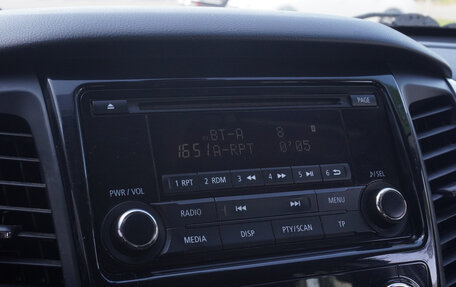 PAGE
BT-A 8
1651 A-RPT 0'05
1 RPT 2 RDM 3 ◀◀ 4 ▶▶ 5 ▶II 6
PWR / VOL
♪/SEL
RADIO MENU
MEDIA DISP PTY/SCAN TP